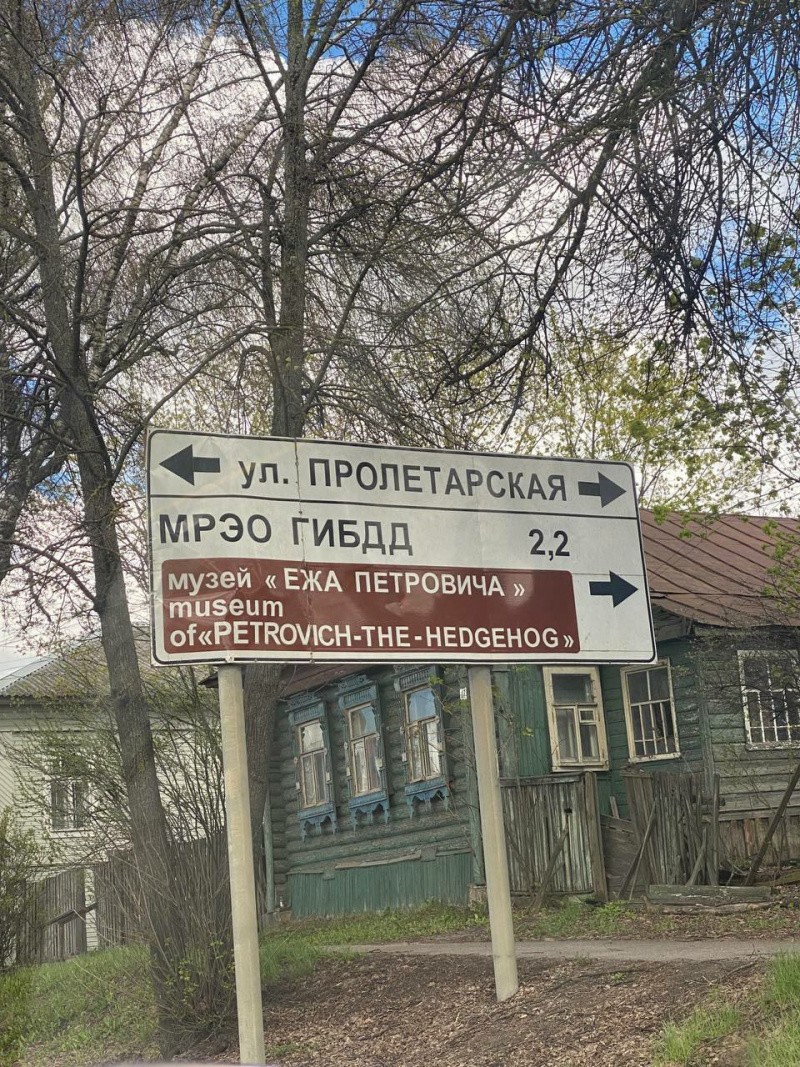 ул. ПРОЛЕТАРСКАЯ
МРЭО ГИБДД 2,2
музей « ЕЖА ПЕТРОВИЧА »
museum
of «PETROVICH-THE-HEDGEHOG»